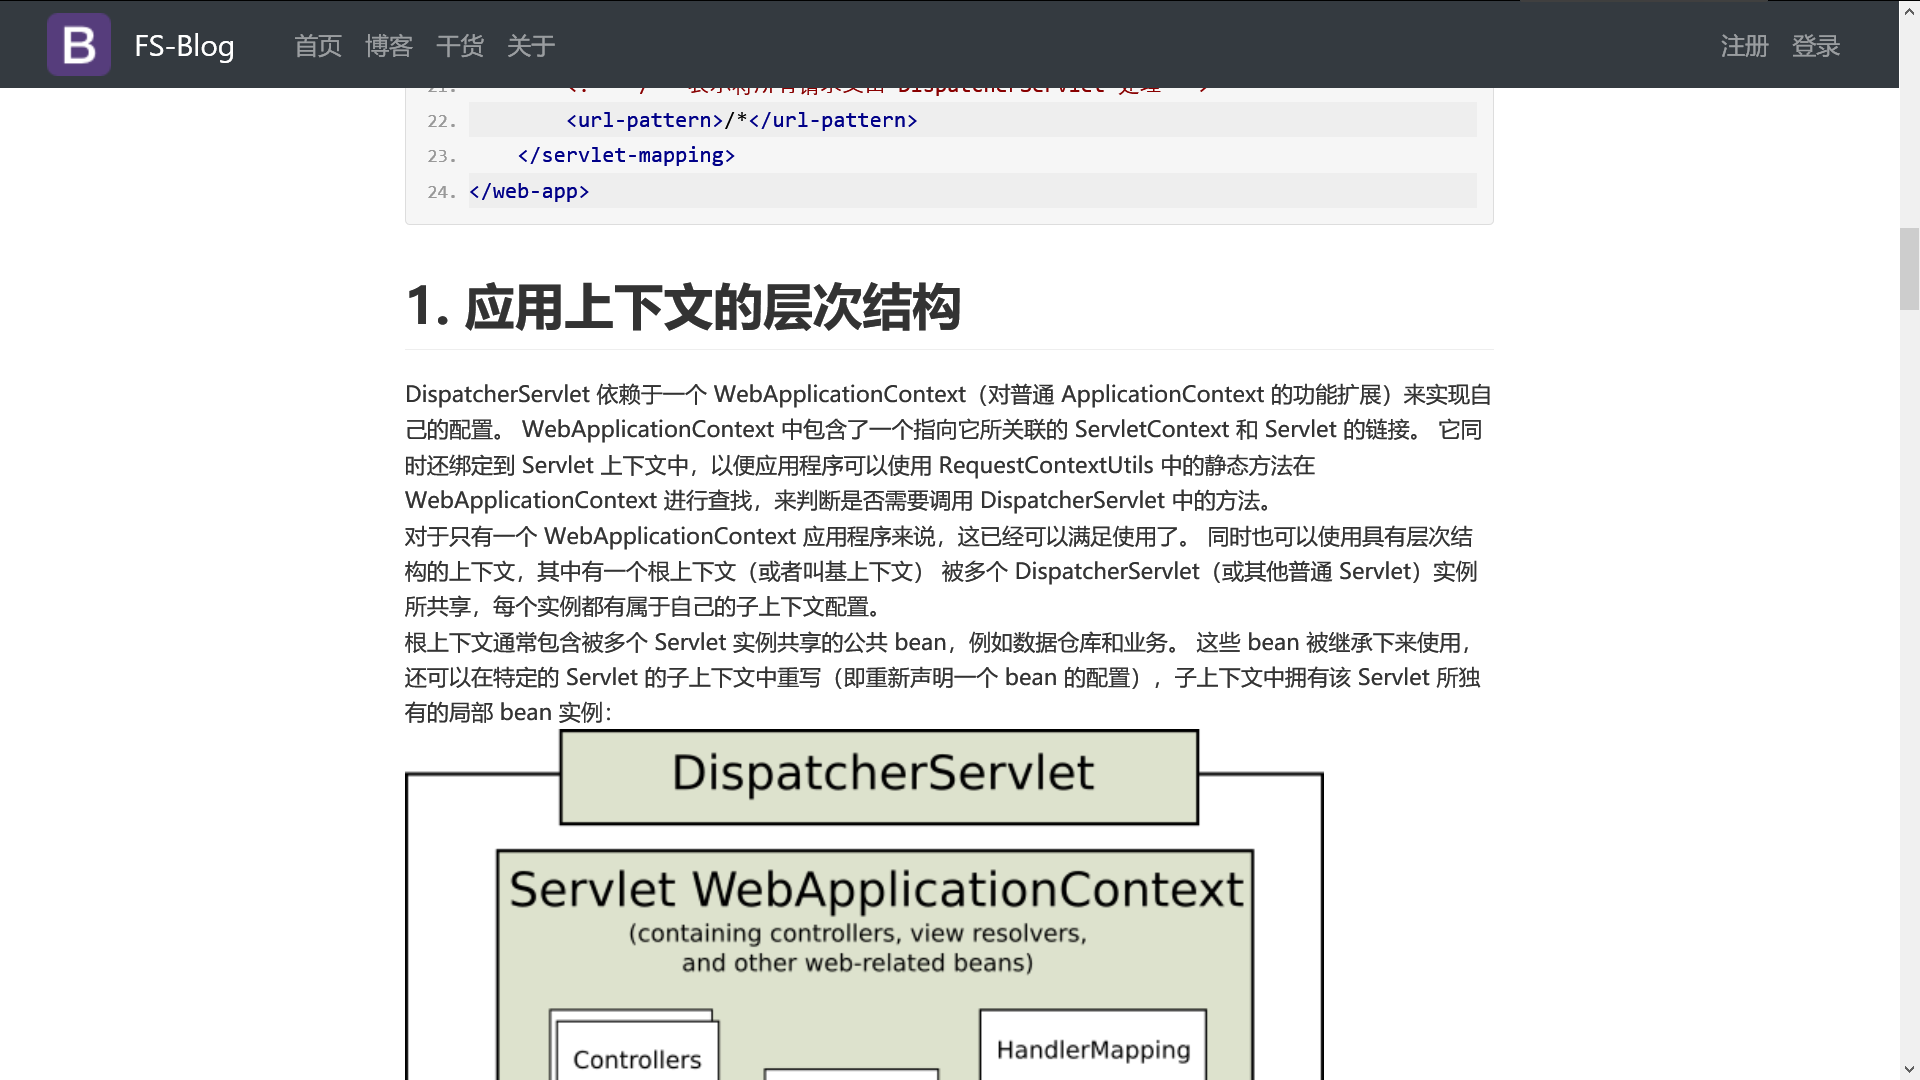 B FS-Blog 首页 博客 干货 关于 注册 登录
22. <url-pattern>/*</url-pattern>
23. </servlet-mapping>
24. </web-app>
1. 应用上下文的层次结构
DispatcherServlet 依赖于一个 WebApplicationContext（对普通 ApplicationContext 的功能扩展）来实现自
己的配置。 WebApplicationContext 中包含了一个指向它所关联的 ServletContext 和 Servlet 的链接。 它同
时还绑定到 Servlet 上下文中，以便应用程序可以使用 RequestContextUtils 中的静态方法在
WebApplicationContext 进行查找，来判断是否需要调用 DispatcherServlet 中的方法。
对于只有一个 WebApplicationContext 应用程序来说，这已经可以满足使用了。 同时也可以使用具有层次结
构的上下文，其中有一个根上下文（或者叫基上下文） 被多个 DispatcherServlet（或其他普通 Servlet）实例
所共享，每个实例都有属于自己的子上下文配置。
根上下文通常包含被多个 Servlet 实例共享的公共 bean，例如数据仓库和业务。 这些 bean 被继承下来使用，
还可以在特定的 Servlet 的子上下文中重写（即重新声明一个 bean 的配置），子上下文中拥有该 Servlet 所独
有的局部 bean 实例：
DispatcherServlet
Servlet WebApplicationContext
(containing controllers, view resolvers,
and other web-related beans)
Controllers
HandlerMapping